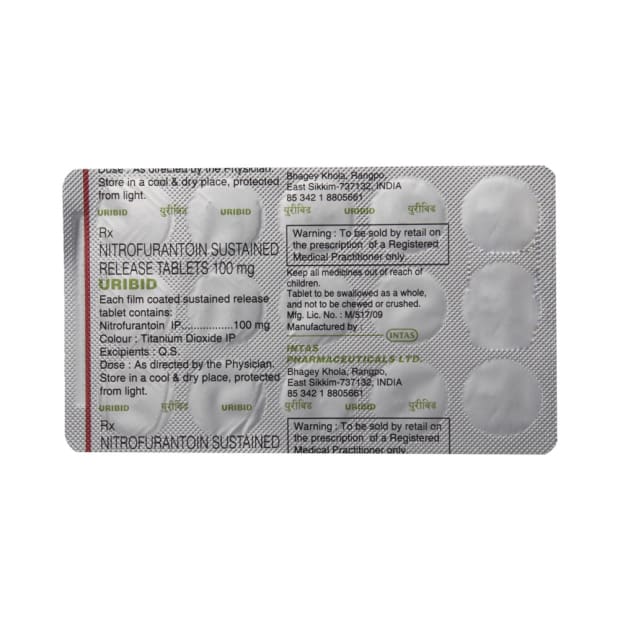 Dose : As directed by the Physician.
Store in a cool & dry place, protected
from light.
URIBID यूरीबिड URIBID
Rx
NITROFURANTOIN SUSTAINED
RELEASE TABLETS 100 mg
URIBID
Each film coated sustained release
tablet contains:
Nitrofurantoin IP.................100 mg
Colour : Titanium Dioxide IP
Excipients : Q.S.
Dose : As directed by the Physician.
Store in a cool & dry place, protected
from light.
URIBID यूरीबिड URIBID
Rx
NITROFURANTOIN SUSTAINED
Bhagey Khola, Rangpo,
East Sikkim-737132, INDIA
85 342 1 8805661
यूरीबिड URIBID यूरीबिड
Warning : To be sold by retail on
the prescription of a Registered
Medical Practitioner only.
Keep all medicines out of reach of
children.
Tablet to be swallowed as a whole,
and not to be chewed or crushed.
Mfg. Lic. No. : M/517/09
Manufactured by :
INTAS
INTAS
PHARMACEUTICALS LTD.
Bhagey Khola, Rangpo,
East Sikkim-737132, INDIA
85 342 1 8805661
यूरीबिड URIBID यूरीबिड
Warning : To be sold by retail on
the prescription of a Registered
Medical Practitioner only.